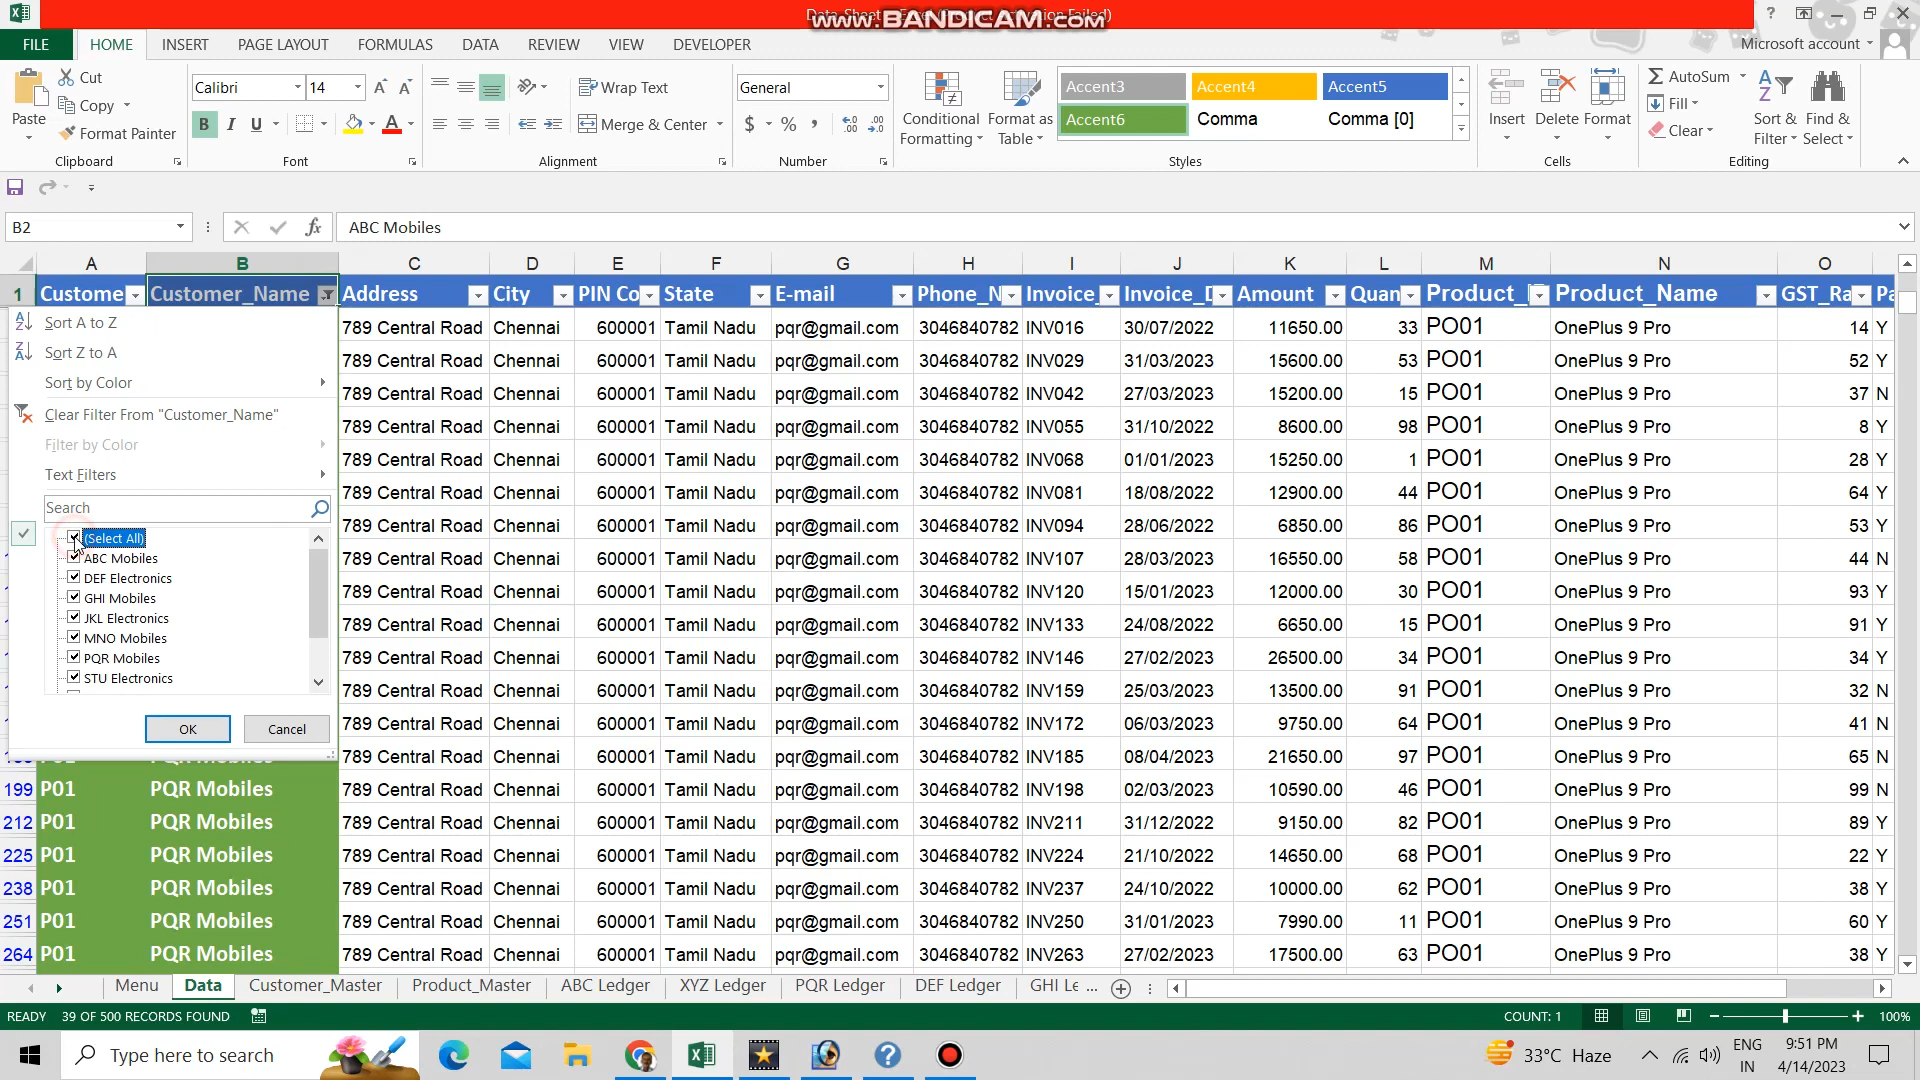 www.BANDICAM.com
FILE HOME INSERT PAGE LAYOUT FORMULAS DATA REVIEW VIEW DEVELOPER Microsoft account
Paste Cut Copy Format Painter Clipboard
Calibri 14 B I U A A Font
Wrap Text Merge & Center Alignment
General $ % , Number
Conditional Formatting Format as Table
Accent3 Accent4 Accent5
Accent6 Comma Comma [0]
Styles
Insert Delete Format Cells
AutoSum Fill Clear Sort & Filter Find & Select Editing
B2 fx ABC Mobiles
A B C D E F G H I J K L M N O
1 Custome Customer_Name Address City PIN Co State E-mail Phone_N Invoice_ Invoice_D Amount Quan Product_ Product_Name GST_Ra Pa
Sort A to Z
Sort Z to A
Sort by Color
Clear Filter From "Customer_Name"
Filter by Color
Text Filters
Search
(Select All)
ABC Mobiles
DEF Electronics
GHI Mobiles
JKL Electronics
MNO Mobiles
PQR Mobiles
STU Electronics
OK Cancel
789 Central Road Chennai 600001 Tamil Nadu pqr@gmail.com 3046840782 INV016 30/07/2022 11650.00 33 PO01 OnePlus 9 Pro 14 Y
789 Central Road Chennai 600001 Tamil Nadu pqr@gmail.com 3046840782 INV029 31/03/2023 15600.00 53 PO01 OnePlus 9 Pro 52 Y
789 Central Road Chennai 600001 Tamil Nadu pqr@gmail.com 3046840782 INV042 27/03/2022 15200.00 15 PO01 OnePlus 9 Pro 37 N
789 Central Road Chennai 600001 Tamil Nadu pqr@gmail.com 3046840782 INV055 31/10/2022 8600.00 98 PO01 OnePlus 9 Pro 8 Y
789 Central Road Chennai 600001 Tamil Nadu pqr@gmail.com 3046840782 INV068 01/01/2023 15250.00 1 PO01 OnePlus 9 Pro 28 Y
789 Central Road Chennai 600001 Tamil Nadu pqr@gmail.com 3046840782 INV081 18/08/2022 12900.00 44 PO01 OnePlus 9 Pro 64 Y
789 Central Road Chennai 600001 Tamil Nadu pqr@gmail.com 3046840782 INV094 28/06/2022 6850.00 86 PO01 OnePlus 9 Pro 53 Y
789 Central Road Chennai 600001 Tamil Nadu pqr@gmail.com 3046840782 INV107 28/03/2023 16550.00 58 PO01 OnePlus 9 Pro 44 N
789 Central Road Chennai 600001 Tamil Nadu pqr@gmail.com 3046840782 INV120 15/01/2023 12000.00 30 PO01 OnePlus 9 Pro 93 Y
789 Central Road Chennai 600001 Tamil Nadu pqr@gmail.com 3046840782 INV133 24/08/2022 6650.00 15 PO01 OnePlus 9 Pro 91 Y
789 Central Road Chennai 600001 Tamil Nadu pqr@gmail.com 3046840782 INV146 27/02/2023 26500.00 34 PO01 OnePlus 9 Pro 34 Y
789 Central Road Chennai 600001 Tamil Nadu pqr@gmail.com 3046840782 INV159 25/03/2023 13500.00 91 PO01 OnePlus 9 Pro 32 N
789 Central Road Chennai 600001 Tamil Nadu pqr@gmail.com 3046840782 INV172 06/03/2023 9750.00 64 PO01 OnePlus 9 Pro 41 N
P01 PQR Mobiles 789 Central Road Chennai 600001 Tamil Nadu pqr@gmail.com 3046840782 INV185 08/04/2023 21650.00 97 PO01 OnePlus 9 Pro 65 N
199 P01 PQR Mobiles 789 Central Road Chennai 600001 Tamil Nadu pqr@gmail.com 3046840782 INV198 02/03/2023 10590.00 46 PO01 OnePlus 9 Pro 99 N
212 P01 PQR Mobiles 789 Central Road Chennai 600001 Tamil Nadu pqr@gmail.com 3046840782 INV211 31/12/2022 9150.00 82 PO01 OnePlus 9 Pro 89 Y
225 P01 PQR Mobiles 789 Central Road Chennai 600001 Tamil Nadu pqr@gmail.com 3046840782 INV224 21/10/2022 14650.00 68 PO01 OnePlus 9 Pro 22 Y
238 P01 PQR Mobiles 789 Central Road Chennai 600001 Tamil Nadu pqr@gmail.com 3046840782 INV237 24/10/2022 10000.00 62 PO01 OnePlus 9 Pro 38 Y
251 P01 PQR Mobiles 789 Central Road Chennai 600001 Tamil Nadu pqr@gmail.com 3046840782 INV250 31/01/2023 7990.00 11 PO01 OnePlus 9 Pro 60 Y
264 P01 PQR Mobiles 789 Central Road Chennai 600001 Tamil Nadu pqr@gmail.com 3046840782 INV263 27/02/2023 17500.00 63 PO01 OnePlus 9 Pro 38 Y
Menu Data Customer_Master Product_Master ABC Ledger XYZ Ledger PQR Ledger DEF Ledger GHI Le ...
READY 39 OF 500 RECORDS FOUND COUNT: 1 100%
Type here to search 33°C Haze ENG IN 9:51 PM 4/14/2023